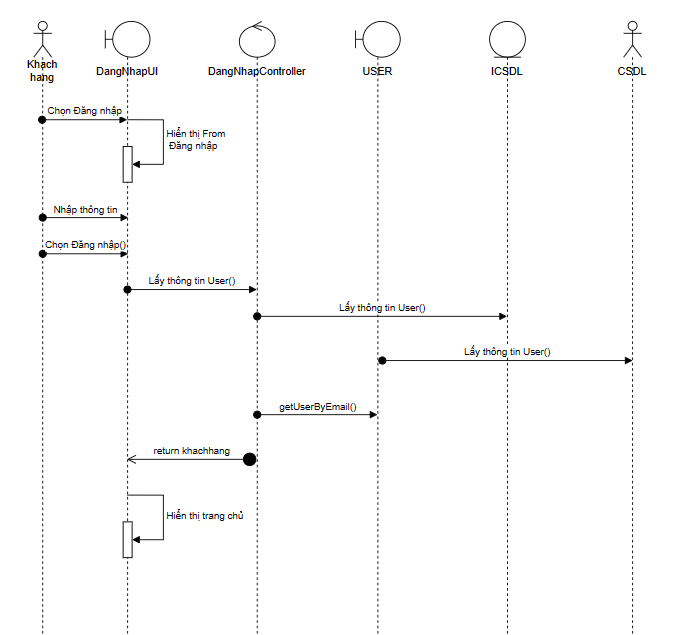 Khách
hang
DangNhapUI
DangNhapController
USER
ICSDL
CSDL
Chọn Đăng nhập
Hiển thị From
Đăng nhập
Nhập thông tin
Chọn Đăng nhập()
Lấy thông tin User()
Lấy thông tin User()
Lấy thông tin User()
getUserByEmail()
return khachhang
Hiển thị trang chủ